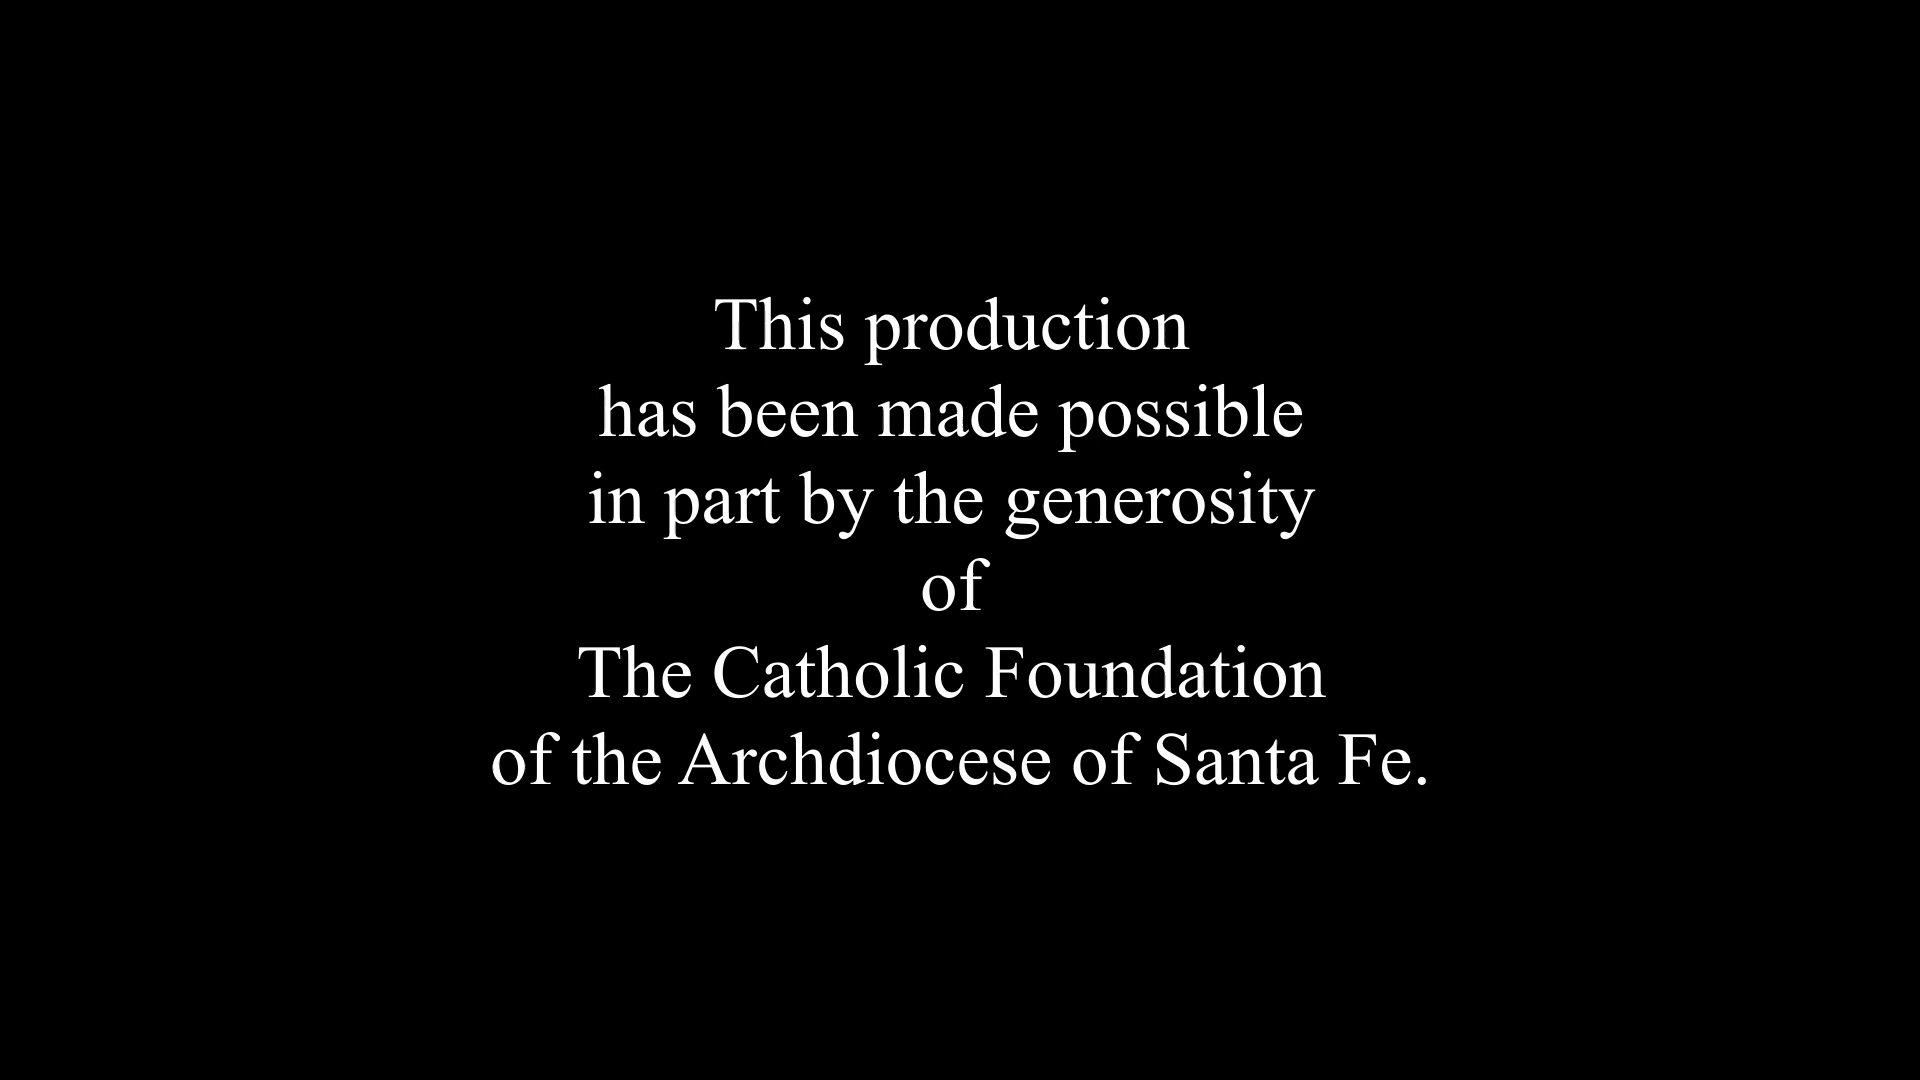 This production
has been made possible
in part by the generosity
of
The Catholic Foundation
of the Archdiocese of Santa Fe.